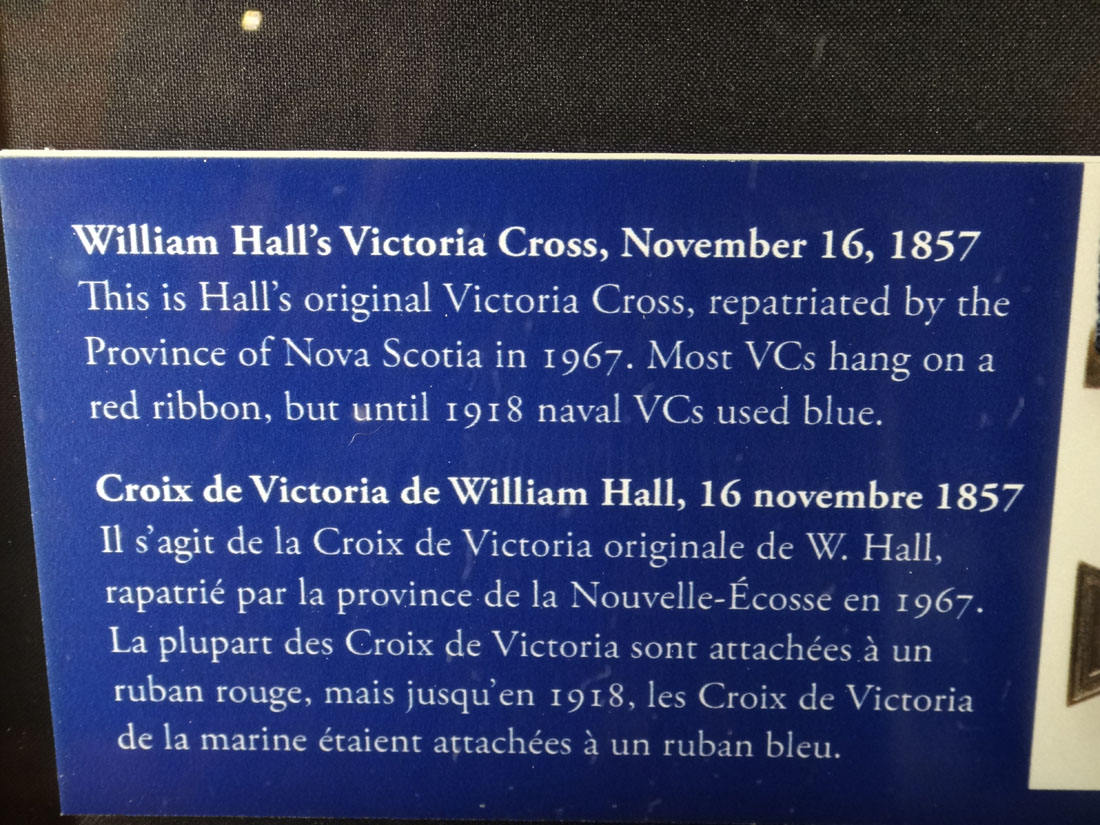 William Hall's Victoria Cross, November 16, 1857
This is Hall's original Victoria Cross, repatriated by the
Province of Nova Scotia in 1967. Most VCs hang on a
red ribbon, but until 1918 naval VCs used blue.
Croix de Victoria de William Hall, 16 novembre 1857
Il s'agit de la Croix de Victoria originale de W. Hall,
rapatrié par la province de la Nouvelle-Écosse en 1967.
La plupart des Croix de Victoria sont attachées à un
ruban rouge, mais jusqu'en 1918, les Croix de Victoria
de la marine étaient attachées à un ruban bleu.